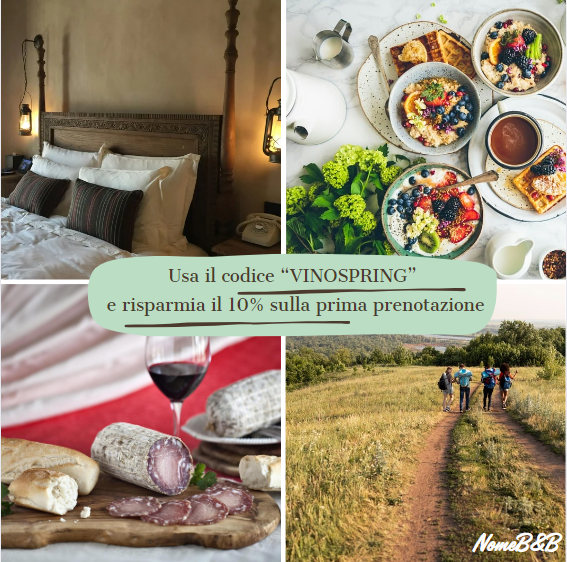 Usa il codice “VINOSPRING”
e risparmia il 10% sulla prima prenotazione
NomeB&B